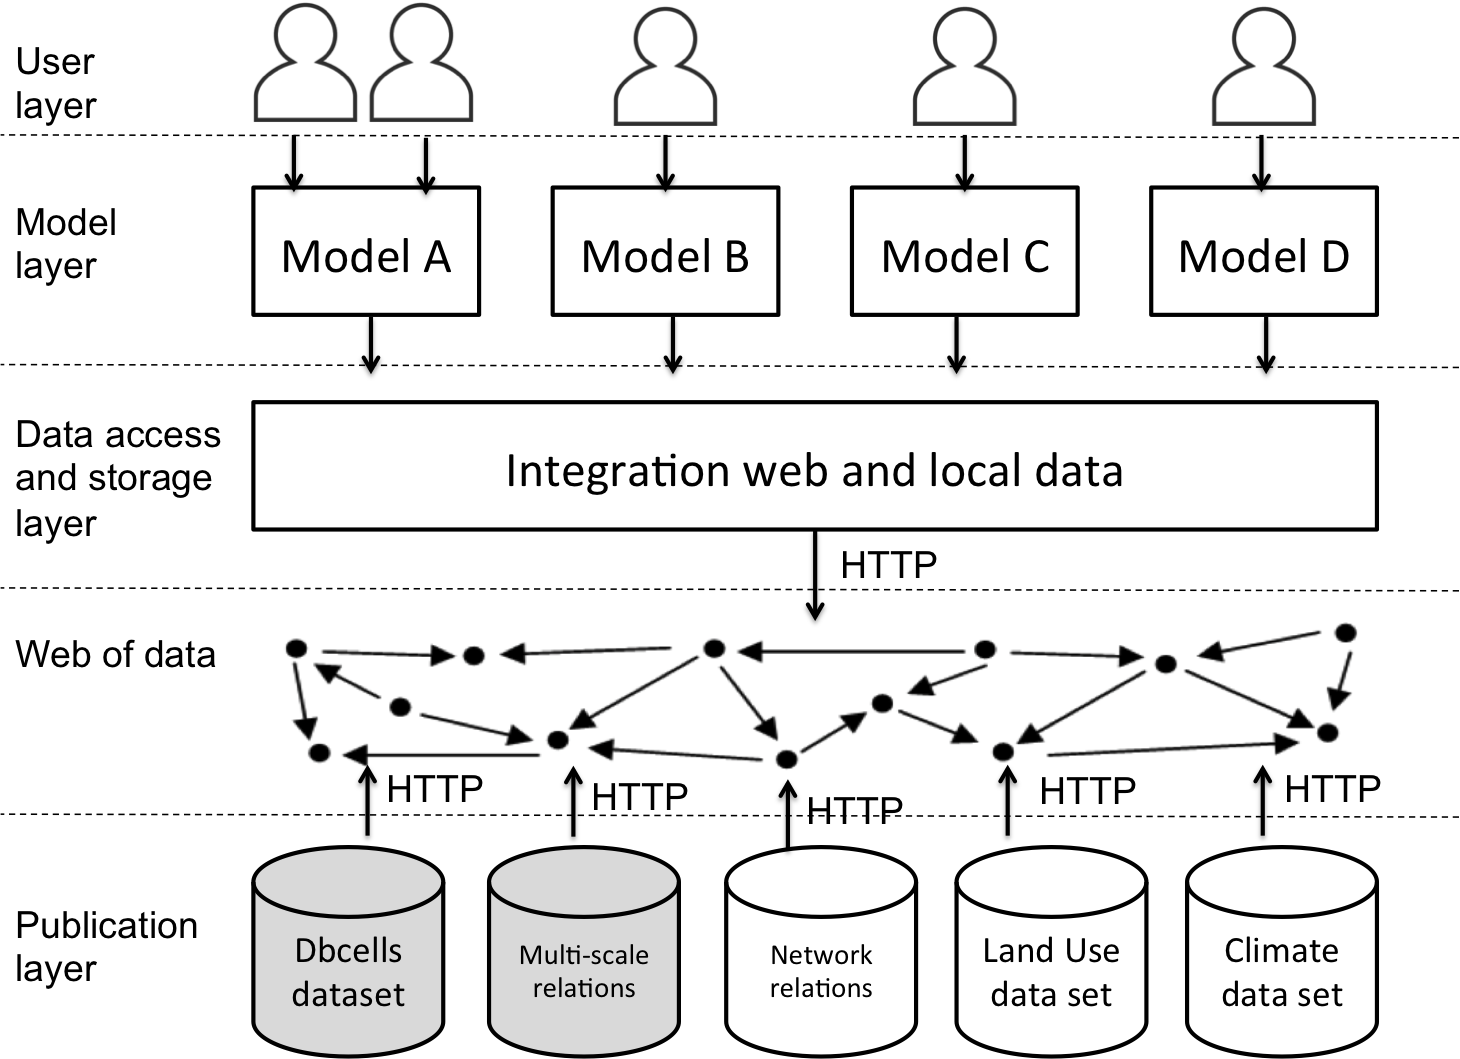 User
layer
Model
layer
Model A
Model B
Model C
Model D
Data access
and storage
layer
Integration web and local data
HTTP
Web of data
HTTP
HTTP
HTTP
HTTP
HTTP
Publication
layer
Dbcells
dataset
Multi-scale
relations
Network
relations
Land Use
data set
Climate
data set